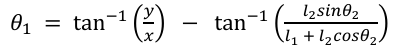 θ₁ = tan⁻¹(y/x) − tan⁻¹(l₂sinθ₂/(l₁ + l₂cosθ₂))